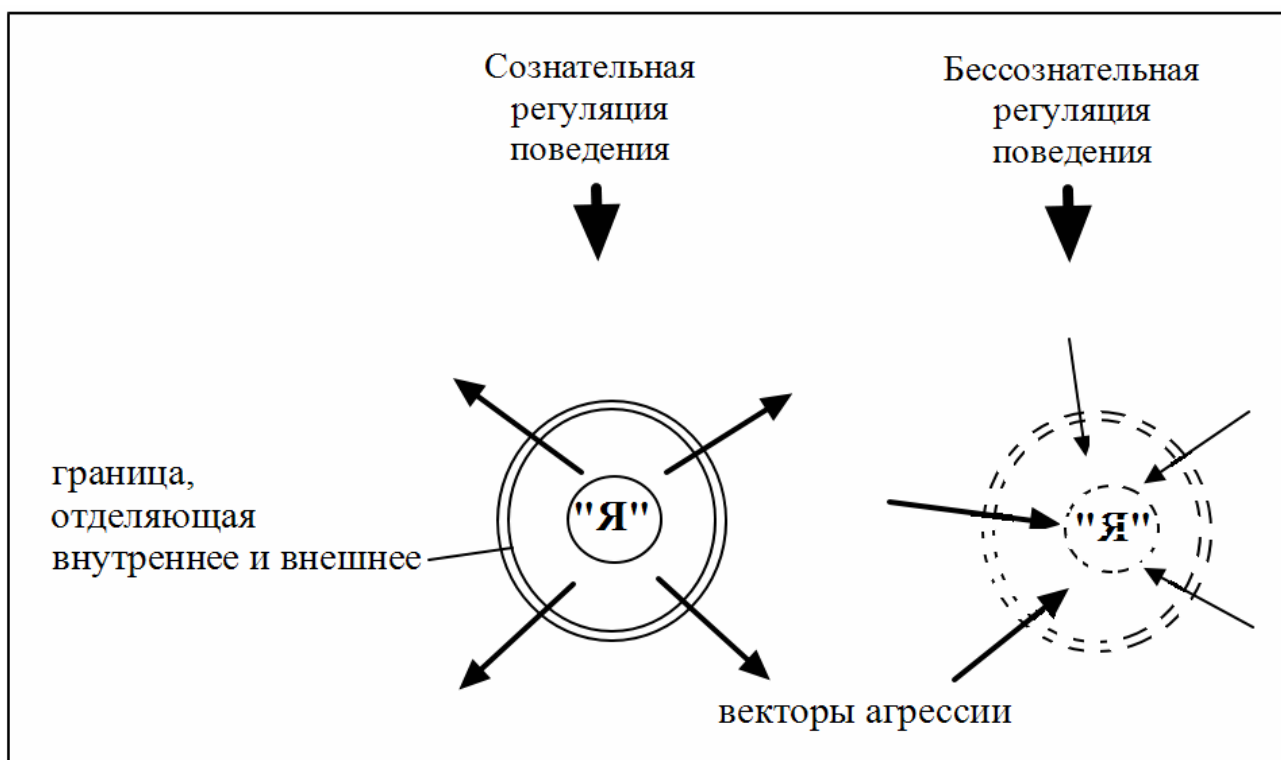 Сознательная
регуляция
поведения
Бессознательная
регуляция
поведения
граница,
отделяющая
внутреннее и внешнее
"Я"
"Я"
векторы агрессии